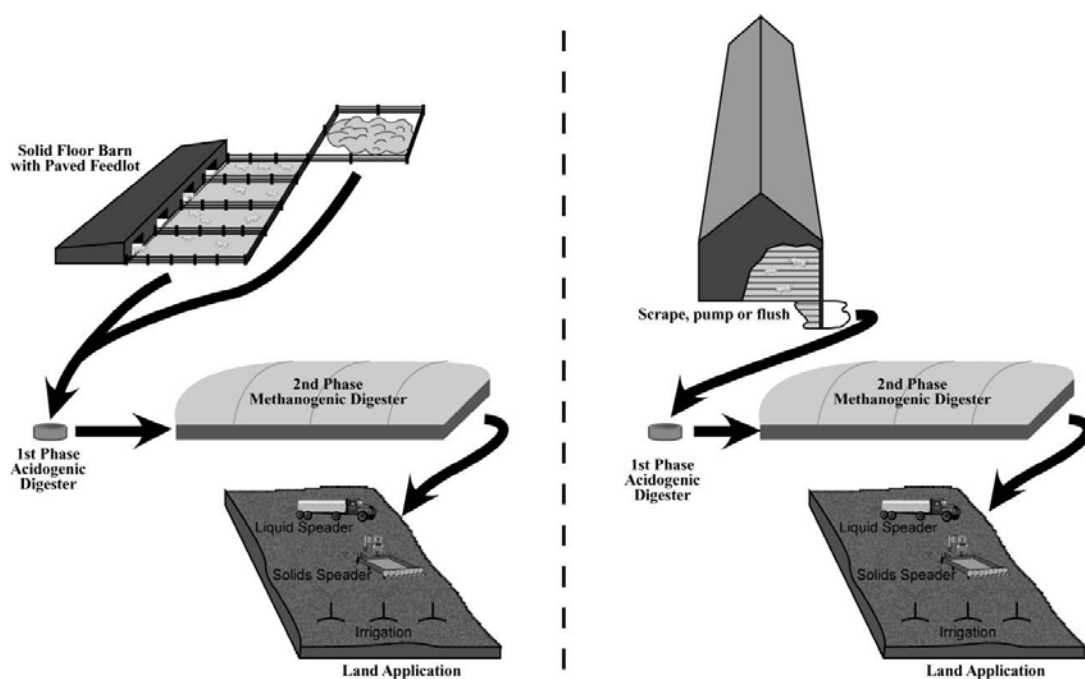 Solid Floor Barn
with Paved Feedlot
2nd Phase
Methanogenic Digester
1st Phase
Acidogenic
Digester
Liquid Speader
Solids Speader
Irrigation
Land Application
Scrape, pump or flush
2nd Phase
Methanogenic Digester
1st Phase
Acidogenic
Digester
Liquid Speader
Solids Speader
Irrigation
Land Application